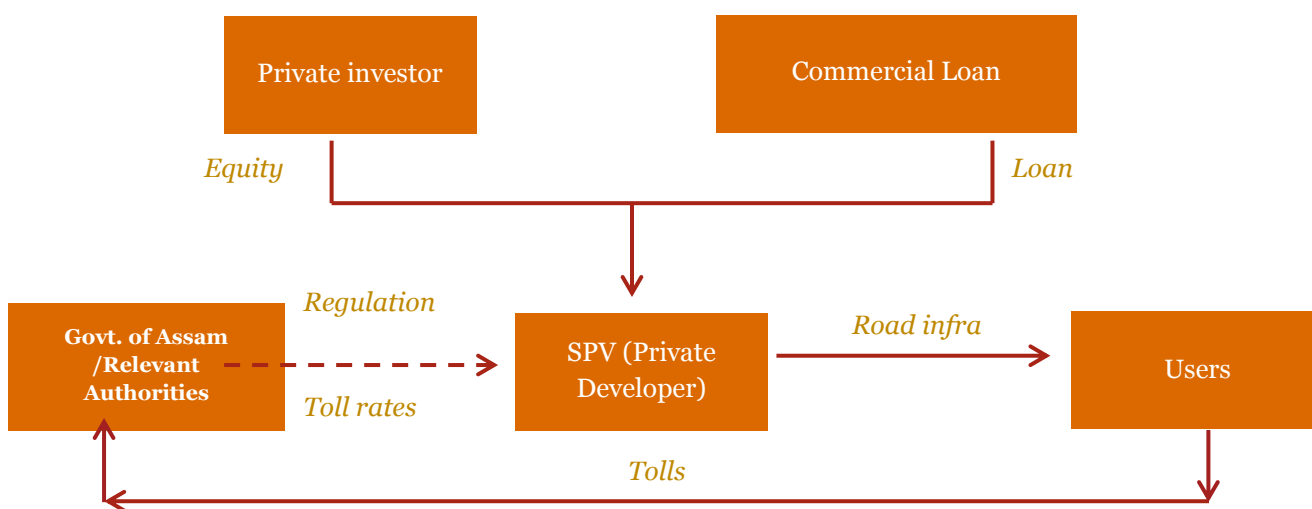 Private investor
Commercial Loan
Equity
Loan
Regulation
Govt. of Assam
/Relevant
Authorities
Toll rates
SPV (Private
Developer)
Road infra
Users
Tolls